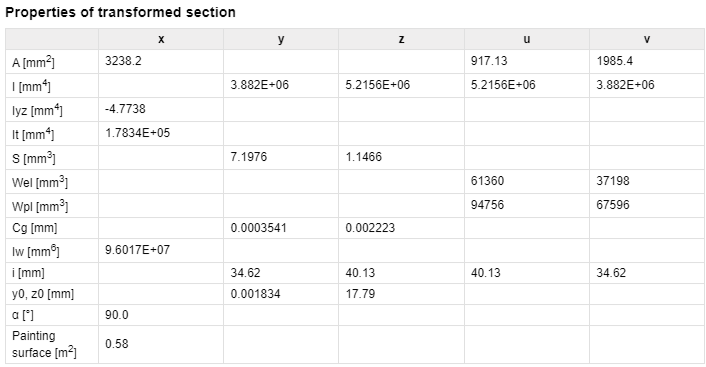 Properties of transformed section
x y z u v
A [mm²] 3238.2 917.13 1985.4
I [mm⁴] 3.882E+06 5.2156E+06 5.2156E+06 3.882E+06
Iyz [mm⁴] -4.7738
It [mm⁴] 1.7834E+05
S [mm³] 7.1976 1.1466
Wel [mm³] 61360 37198
Wpl [mm³] 94756 67596
Cg [mm] 0.0003541 0.002223
Iw [mm⁶] 9.6017E+07
i [mm] 34.62 40.13 40.13 34.62
y0, z0 [mm] 0.001834 17.79
α [°] 90.0
Painting
surface [m²] 0.58